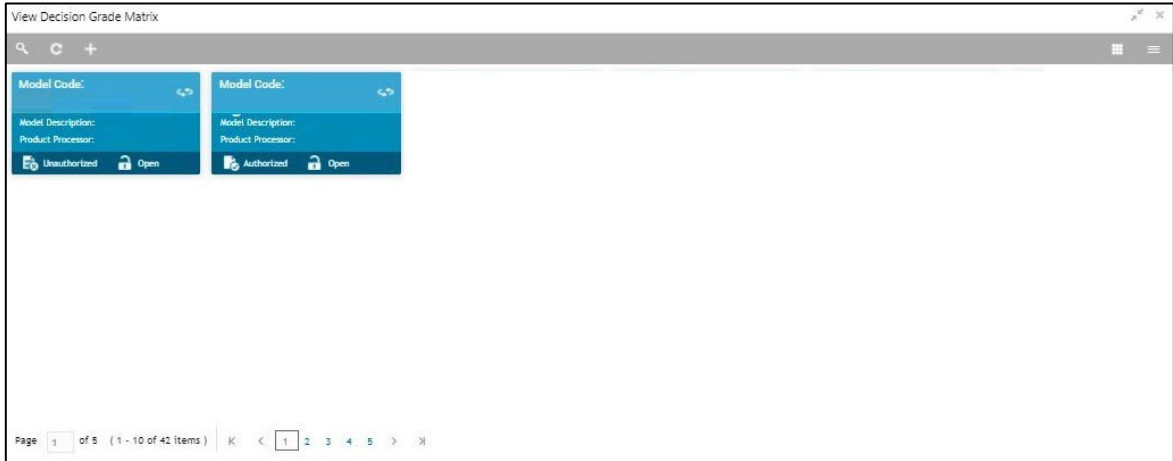 View Decision Grade Matrix
Model Code: Model Code:
Model Description: Model Description:
Product Processor: Product Processor:
Unauthorized Open Authorized Open
Page 1 of 5 (1 - 10 of 42 items) K < 1 2 3 4 5 > >|